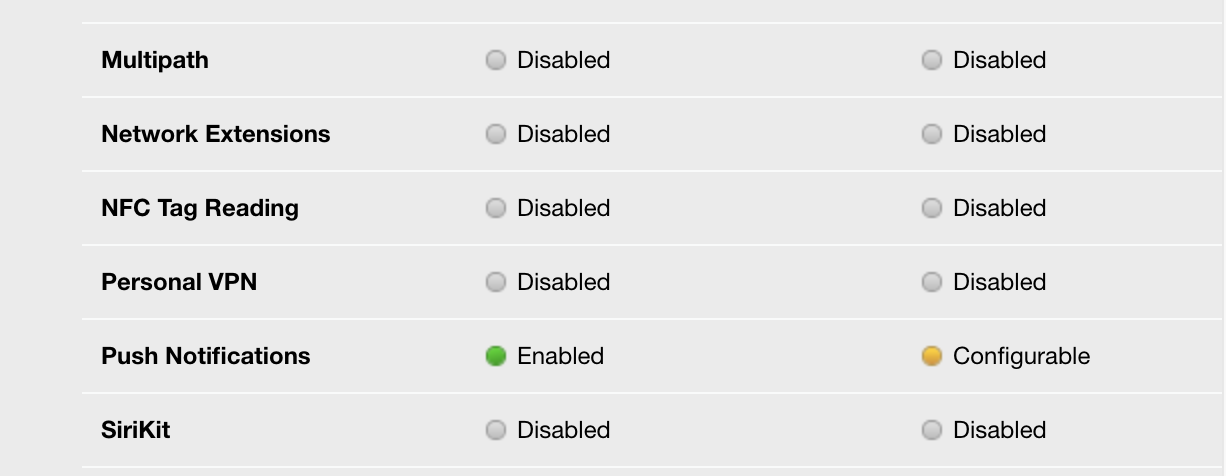 Multipath Disabled Disabled
Network Extensions Disabled Disabled
NFC Tag Reading Disabled Disabled
Personal VPN Disabled Disabled
Push Notifications Enabled Configurable
SiriKit Disabled Disabled